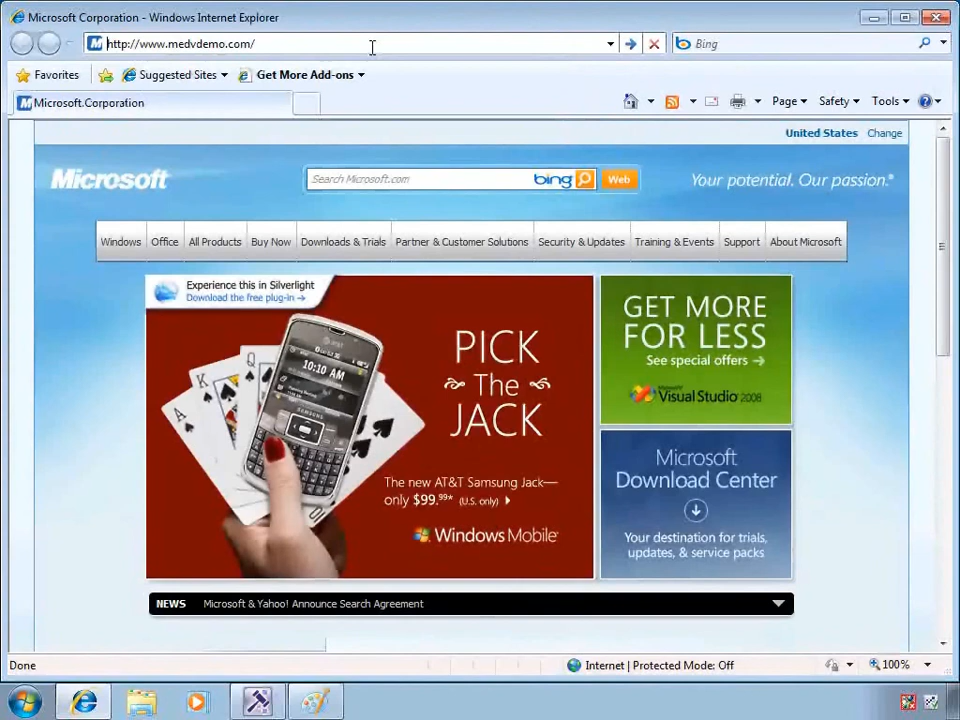 Microsoft Corporation - Windows Internet Explorer
http://www.medvdemo.com/
Bing
Favorites
Suggested Sites
Get More Add-ons
Microsoft Corporation
Page
Safety
Tools
United States
Change
Microsoft
Search Microsoft.com
bing
Web
Your potential. Our passion.®
Windows
Office
All Products
Buy Now
Downloads & Trials
Partner & Customer Solutions
Security & Updates
Training & Events
Support
About Microsoft
Experience this in Silverlight
Download the free plug-in
PICK
The
JACK
at&t
10:10 AM
SAMSUNG
A
K
Q
The new AT&T Samsung Jack—
only $99.99* (U.S. only)
Windows Mobile®
GET MORE
FOR LESS
See special offers
Microsoft
Visual Studio 2008
Microsoft
Download Center
Your destination for trials,
updates, & service packs
NEWS
Microsoft & Yahoo! Announce Search Agreement
Done
Internet | Protected Mode: Off
100%